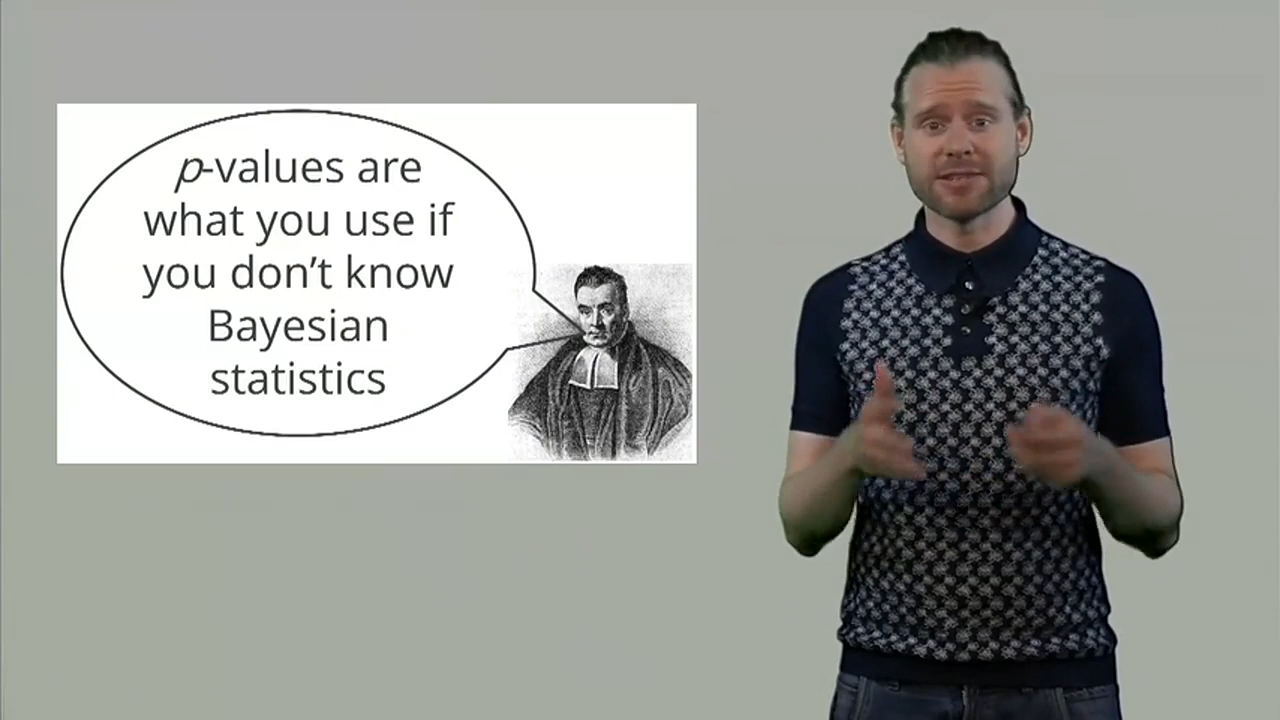 p-values are
what you use if
you don’t know
Bayesian
statistics